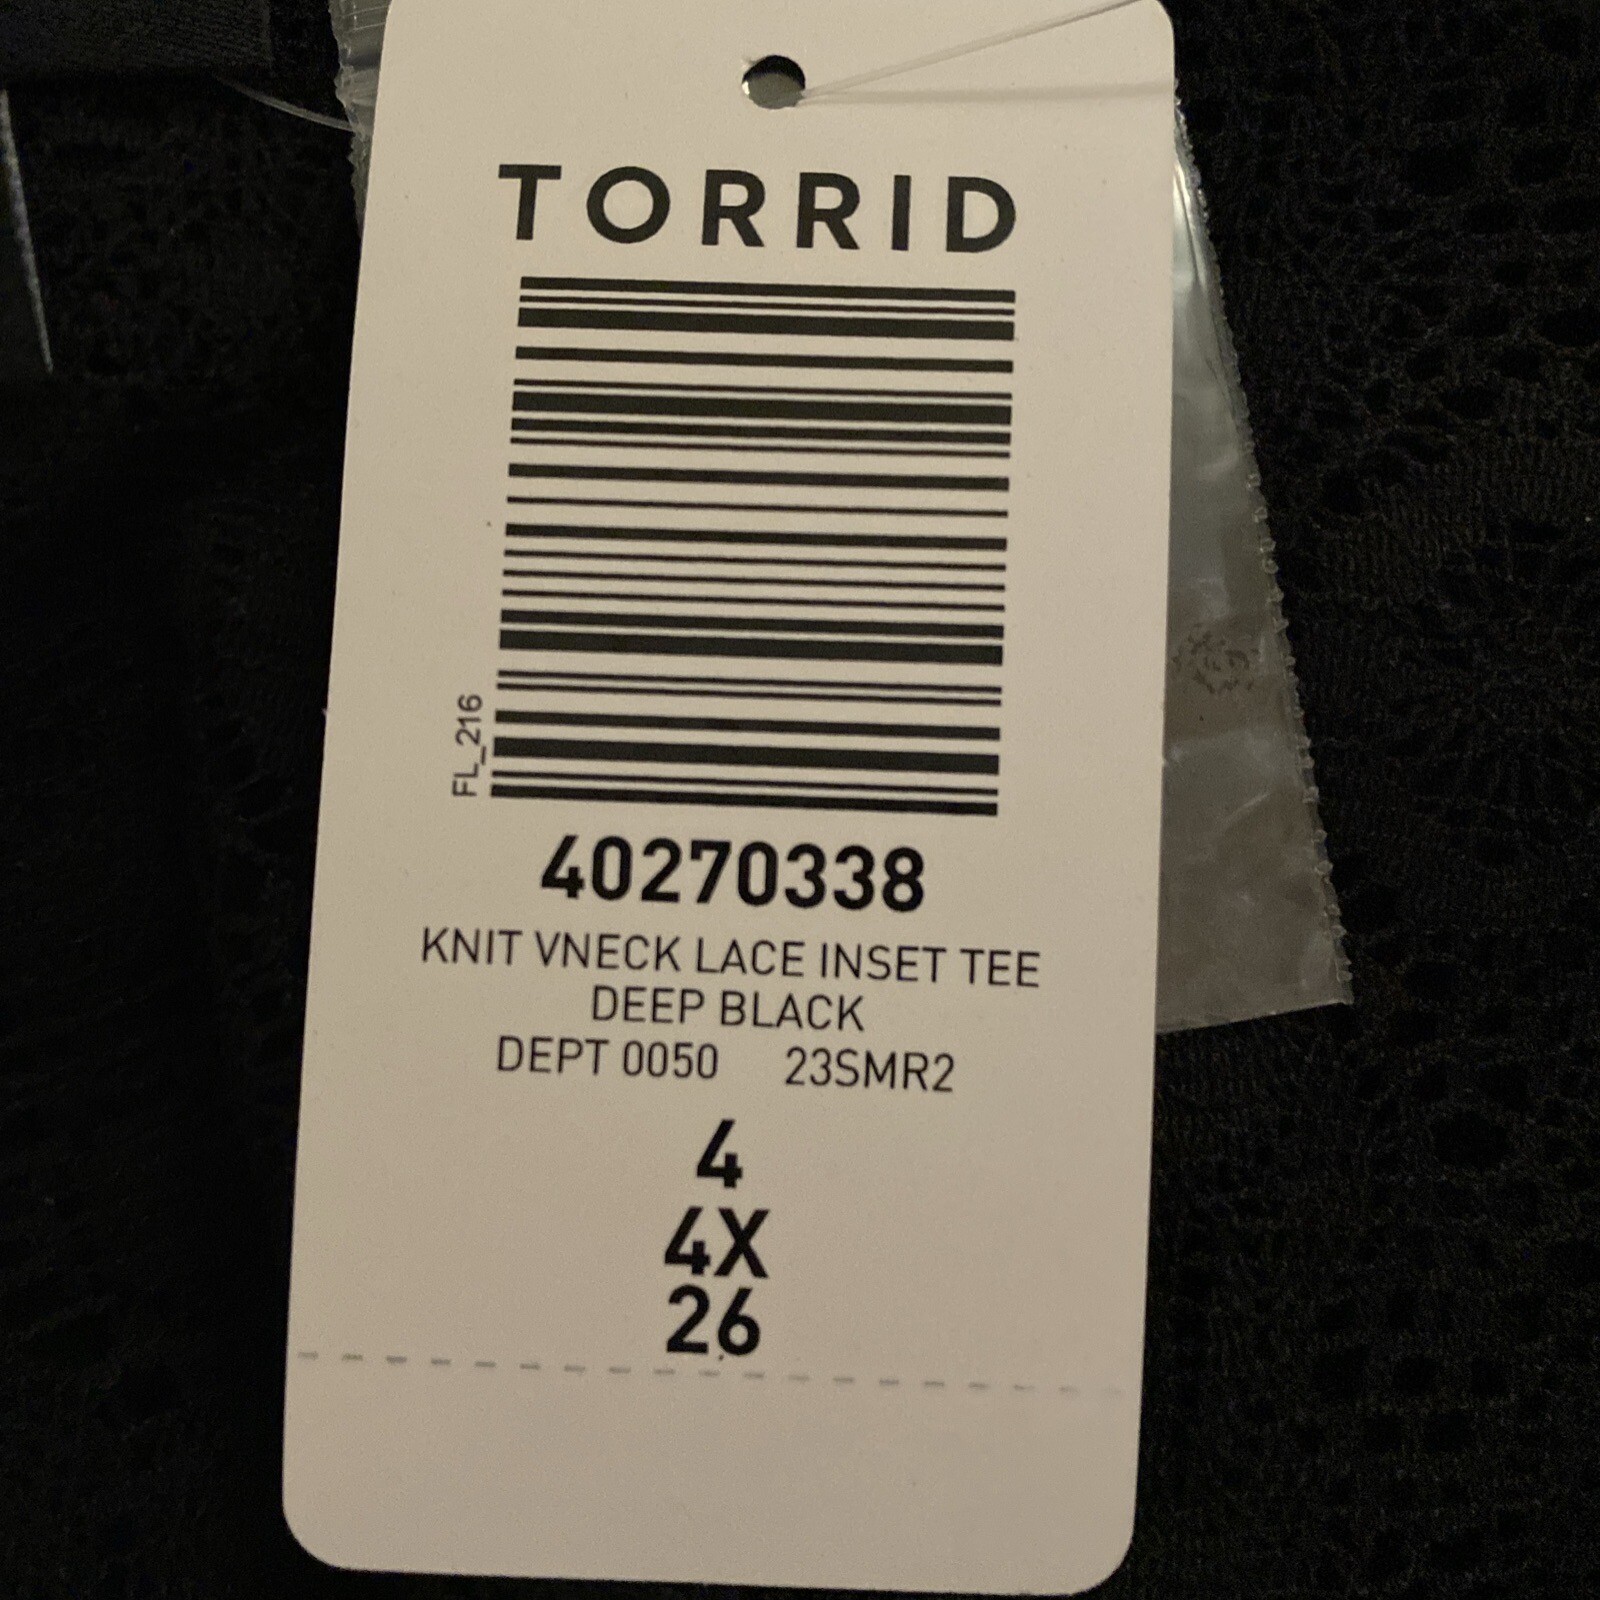 TORRID
FL_216
40270338
KNIT VNECK LACE INSET TEE
DEEP BLACK
DEPT 0050 23SMR2
4
4X
26